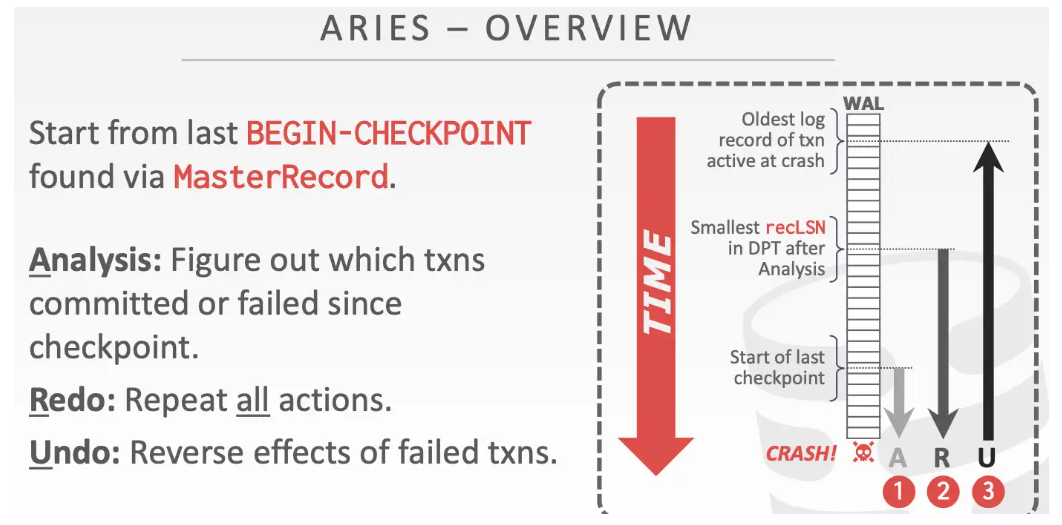 ARIES – OVERVIEW
Start from last BEGIN-CHECKPOINT
found via MasterRecord.
Analysis: Figure out which txns
committed or failed since
checkpoint.
Redo: Repeat all actions.
Undo: Reverse effects of failed txns.
TIME
WAL
Oldest log
record of txn
active at crash
Smallest recLSN
in DPT after
Analysis
Start of last
checkpoint
CRASH!
A R U
1 2 3